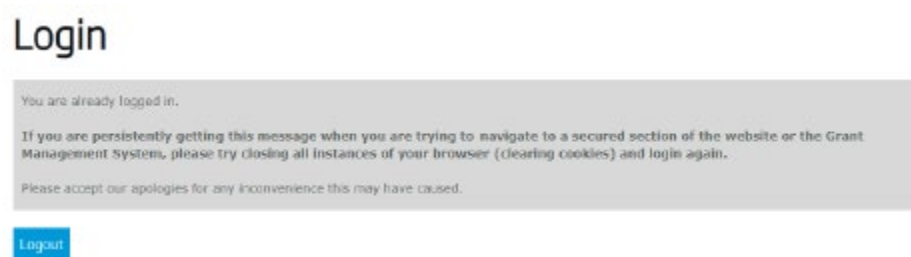 Login
You are already logged in.
If you are persistently getting this message when you are trying to navigate to a secured section of the website or the Grant
Management System, please try closing all instances of your browser (clearing cookies) and login again.
Please accept our apologies for any inconvenience this may have caused.
Logout